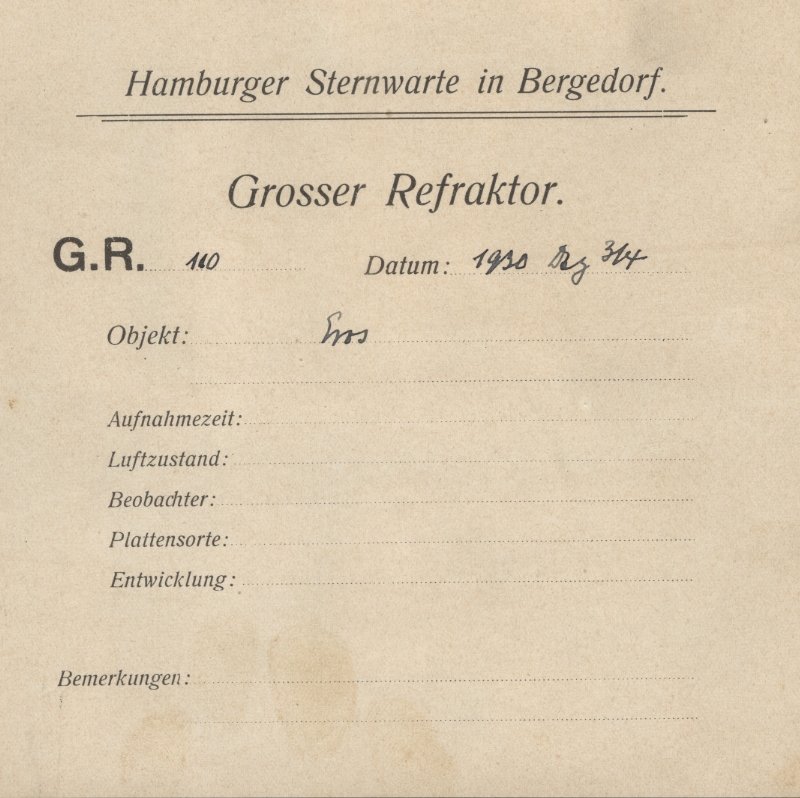 Hamburger Sternwarte in Bergedorf.
Grosser Refraktor.
G.R. 110 Datum: 1930 Dez 3/4
Objekt: Eros
Aufnahmezeit:
Luftzustand:
Beobachter:
Plattensorte:
Entwicklung:
Bemerkungen: